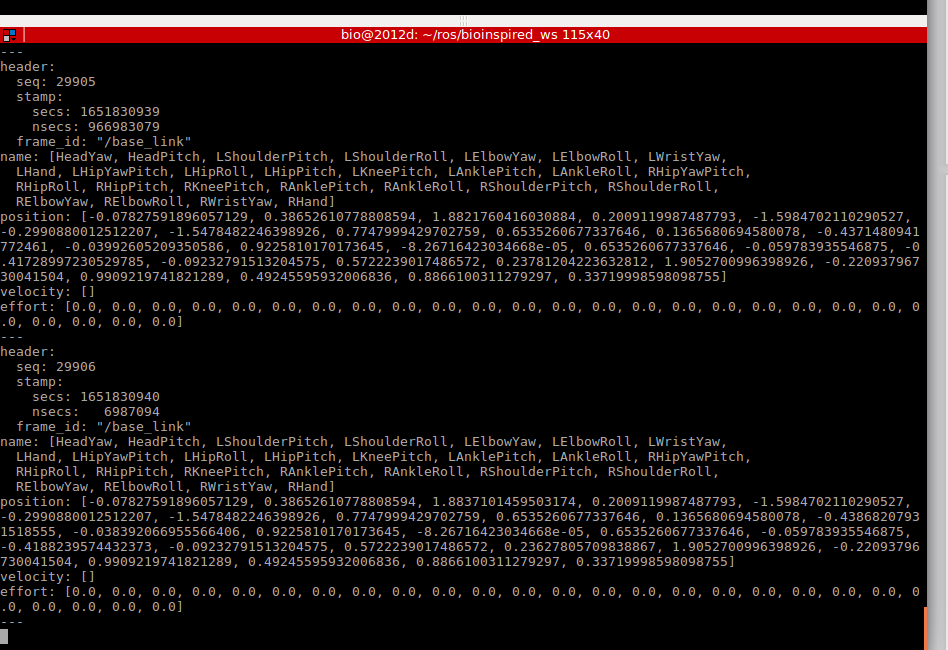 bio@2012d: ~/ros/bioinspired_ws 115x40
---
header:
  seq: 29905
  stamp:
    secs: 1651830939
    nsecs: 966983079
  frame_id: "/base_link"
name: [HeadYaw, HeadPitch, LShoulderPitch, LShoulderRoll, LElbowYaw, LElbowRoll, LWristYaw,
  LHand, LHipYawPitch, LHipRoll, LHipPitch, LKneePitch, LAnklePitch, LAnkleRoll, RHipYawPitch,
  RHipRoll, RHipPitch, RKneePitch, RAnklePitch, RAnkleRoll, RShoulderPitch, RShoulderRoll,
  RElbowYaw, RElbowRoll, RWristYaw, RHand]
position: [-0.07827591896057129, 0.38652610778808594, 1.8821760416030884, 0.2009119987487793, -1.5984702110290527,
-0.2990880012512207, -1.5478482246398926, 0.7747999429702759, 0.6535260677337646, 0.1365680694580078, -0.4371480941
772461, -0.03992605209350586, 0.9225810170173645, -8.26716423034668e-05, 0.6535260677337646, -0.059783935546875, -0
.41728997230529785, -0.09232791513204575, 0.5722239017486572, 0.23781204223632812, 1.9052700996398926, -0.220937967
30041504, 0.9909219741821289, 0.49245595932006836, 0.8866100311279297, 0.33719998598098755]
velocity: []
effort: [0.0, 0.0, 0.0, 0.0, 0.0, 0.0, 0.0, 0.0, 0.0, 0.0, 0.0, 0.0, 0.0, 0.0, 0.0, 0.0, 0.0, 0.0, 0.0, 0.0, 0.0, 0
.0, 0.0, 0.0, 0.0, 0.0]
---
header:
  seq: 29906
  stamp:
    secs: 1651830940
    nsecs:   6987094
  frame_id: "/base_link"
name: [HeadYaw, HeadPitch, LShoulderPitch, LShoulderRoll, LElbowYaw, LElbowRoll, LWristYaw,
  LHand, LHipYawPitch, LHipRoll, LHipPitch, LKneePitch, LAnklePitch, LAnkleRoll, RHipYawPitch,
  RHipRoll, RHipPitch, RKneePitch, RAnklePitch, RAnkleRoll, RShoulderPitch, RShoulderRoll,
  RElbowYaw, RElbowRoll, RWristYaw, RHand]
position: [-0.07827591896057129, 0.38652610778808594, 1.8837101459503174, 0.2009119987487793, -1.5984702110290527,
-0.2990880012512207, -1.5478482246398926, 0.7747999429702759, 0.6535260677337646, 0.1365680694580078, -0.4386820793
1518555, -0.038392066955566406, 0.9225810170173645, -8.26716423034668e-05, 0.6535260677337646, -0.059783935546875,
-0.4188239574432373, -0.09232791513204575, 0.5722239017486572, 0.23627805709838867, 1.9052700996398926, -0.22093796
730041504, 0.9909219741821289, 0.49245595932006836, 0.8866100311279297, 0.33719998598098755]
velocity: []
effort: [0.0, 0.0, 0.0, 0.0, 0.0, 0.0, 0.0, 0.0, 0.0, 0.0, 0.0, 0.0, 0.0, 0.0, 0.0, 0.0, 0.0, 0.0, 0.0, 0.0, 0.0, 0
.0, 0.0, 0.0, 0.0, 0.0]
---